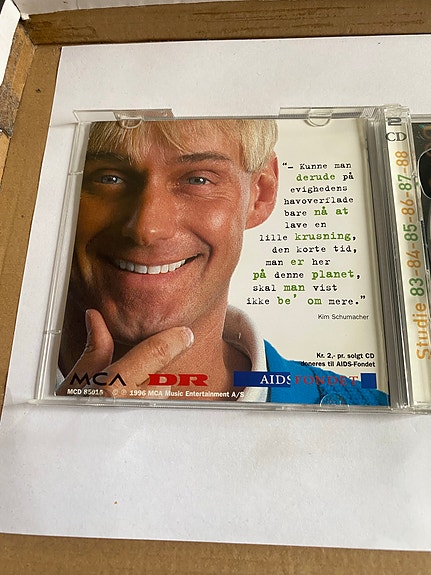 "– Kunne man
derude på
evighedens
havoverflade
bare nå at
lave en
lille krusning,
den korte tid,
man er her
på denne planet,
skal man vist
ikke be' om mere."
Kim Schumacher
Kr. 2,- pr. solgt CD
doneres til AIDS-Fondet
MCA DR AIDSFONDET
MCD 85015 © ℗ 1996 MCA Music Entertainment A/S
2
CD
Studie 83-84-85-86-87-88